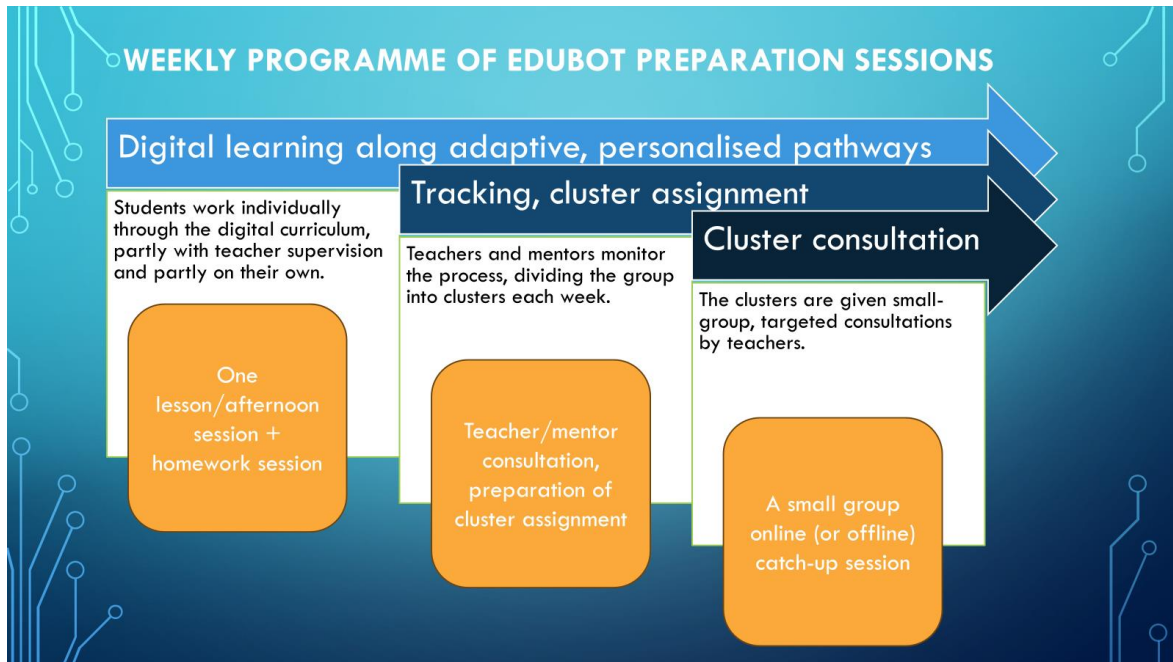 WEEKLY PROGRAMME OF EDUBOT PREPARATION SESSIONS
Digital learning along adaptive, personalised pathways
Students work individually
through the digital curriculum,
partly with teacher supervision
and partly on their own.
One
lesson/afternoon
session +
homework session
Tracking, cluster assignment
Teachers and mentors monitor
the process, dividing the group
into clusters each week.
Teacher/mentor
consultation,
preparation of
cluster assignment
Cluster consultation
The clusters are given small-
group, targeted consultations
by teachers.
A small group
online (or offline)
catch-up session